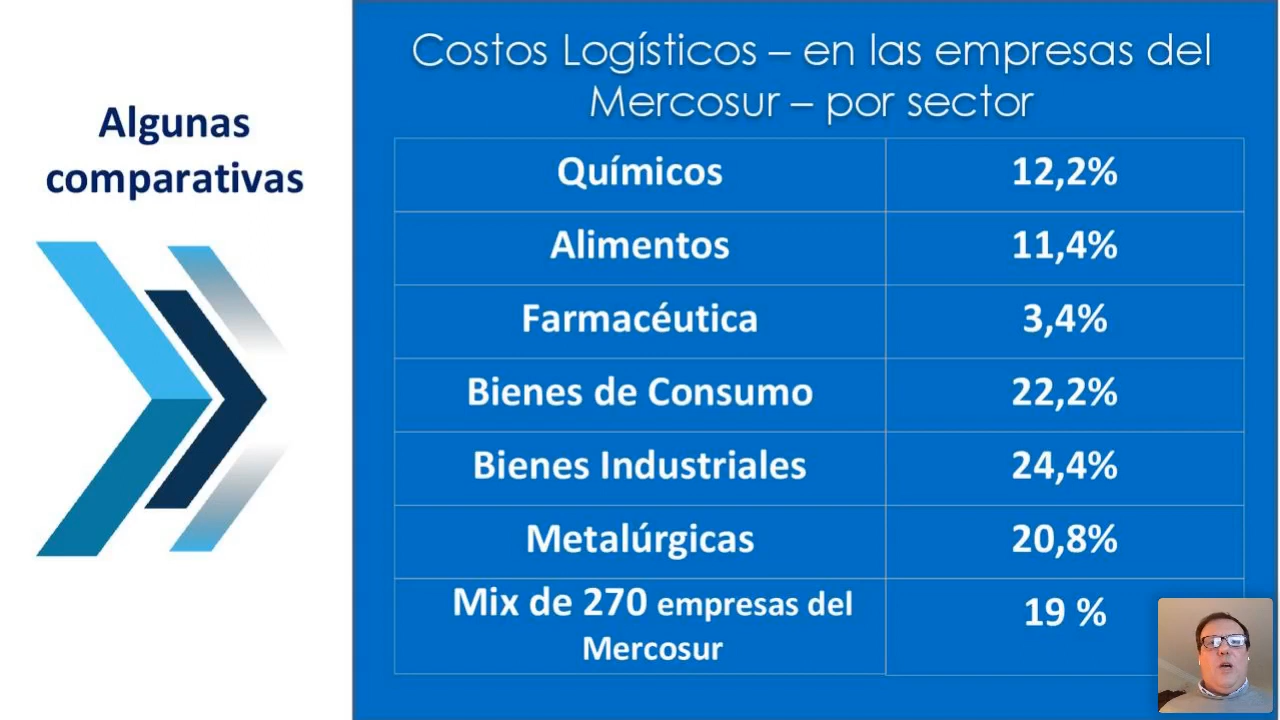 Algunas
comparativas
Costos Logísticos – en las empresas del
Mercosur – por sector
Químicos 12,2%
Alimentos 11,4%
Farmacéutica 3,4%
Bienes de Consumo 22,2%
Bienes Industriales 24,4%
Metalúrgicas 20,8%
Mix de 270 empresas del
Mercosur
19 %